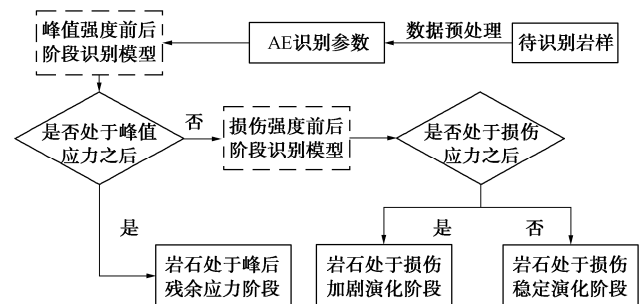 峰值强度前后
阶段识别模型
AE识别参数
数据预处理
待识别岩样
是否处于峰值
应力之后
否
损伤强度前后
阶段识别模型
是否处于损伤
应力之后
是
是
否
岩石处于峰后
残余应力阶段
岩石处于损伤
加剧演化阶段
岩石处于损伤
稳定演化阶段